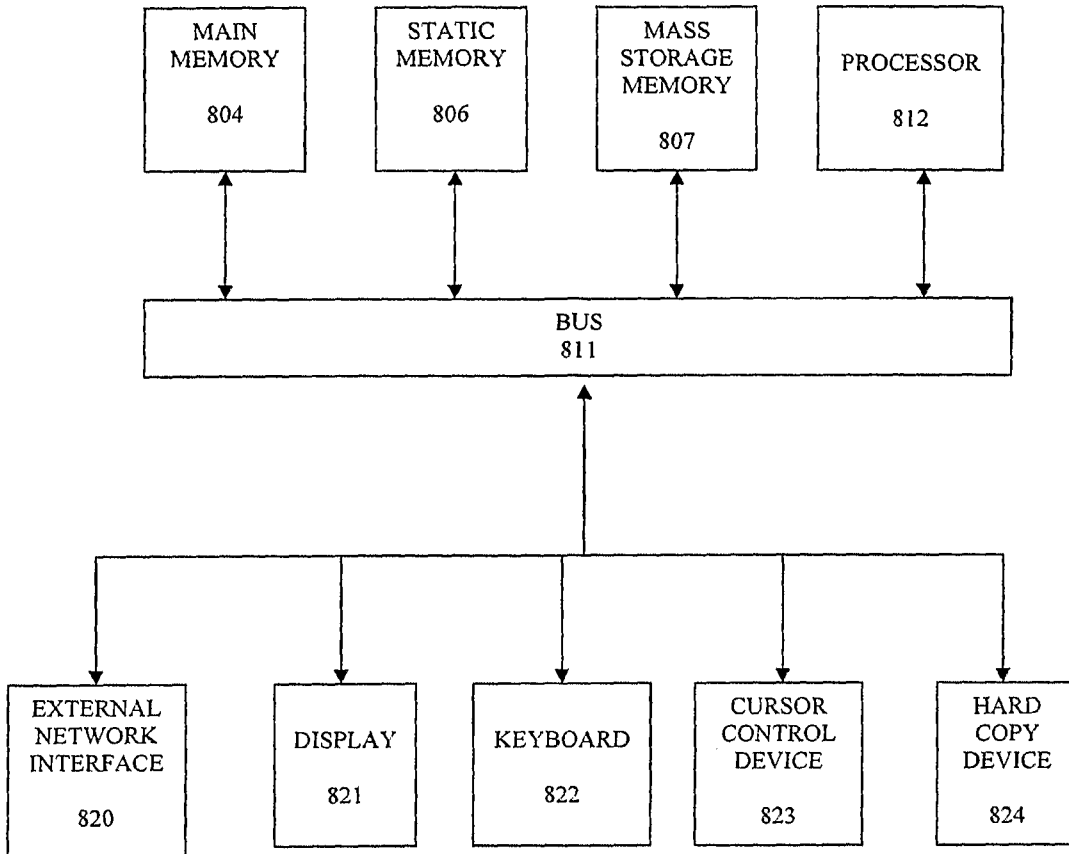 MAIN
MEMORY
804
STATIC
MEMORY
806
MASS
STORAGE
MEMORY
807
PROCESSOR
812
BUS
811
EXTERNAL
NETWORK
INTERFACE
820
DISPLAY
821
KEYBOARD
822
CURSOR
CONTROL
DEVICE
823
HARD
COPY
DEVICE
824